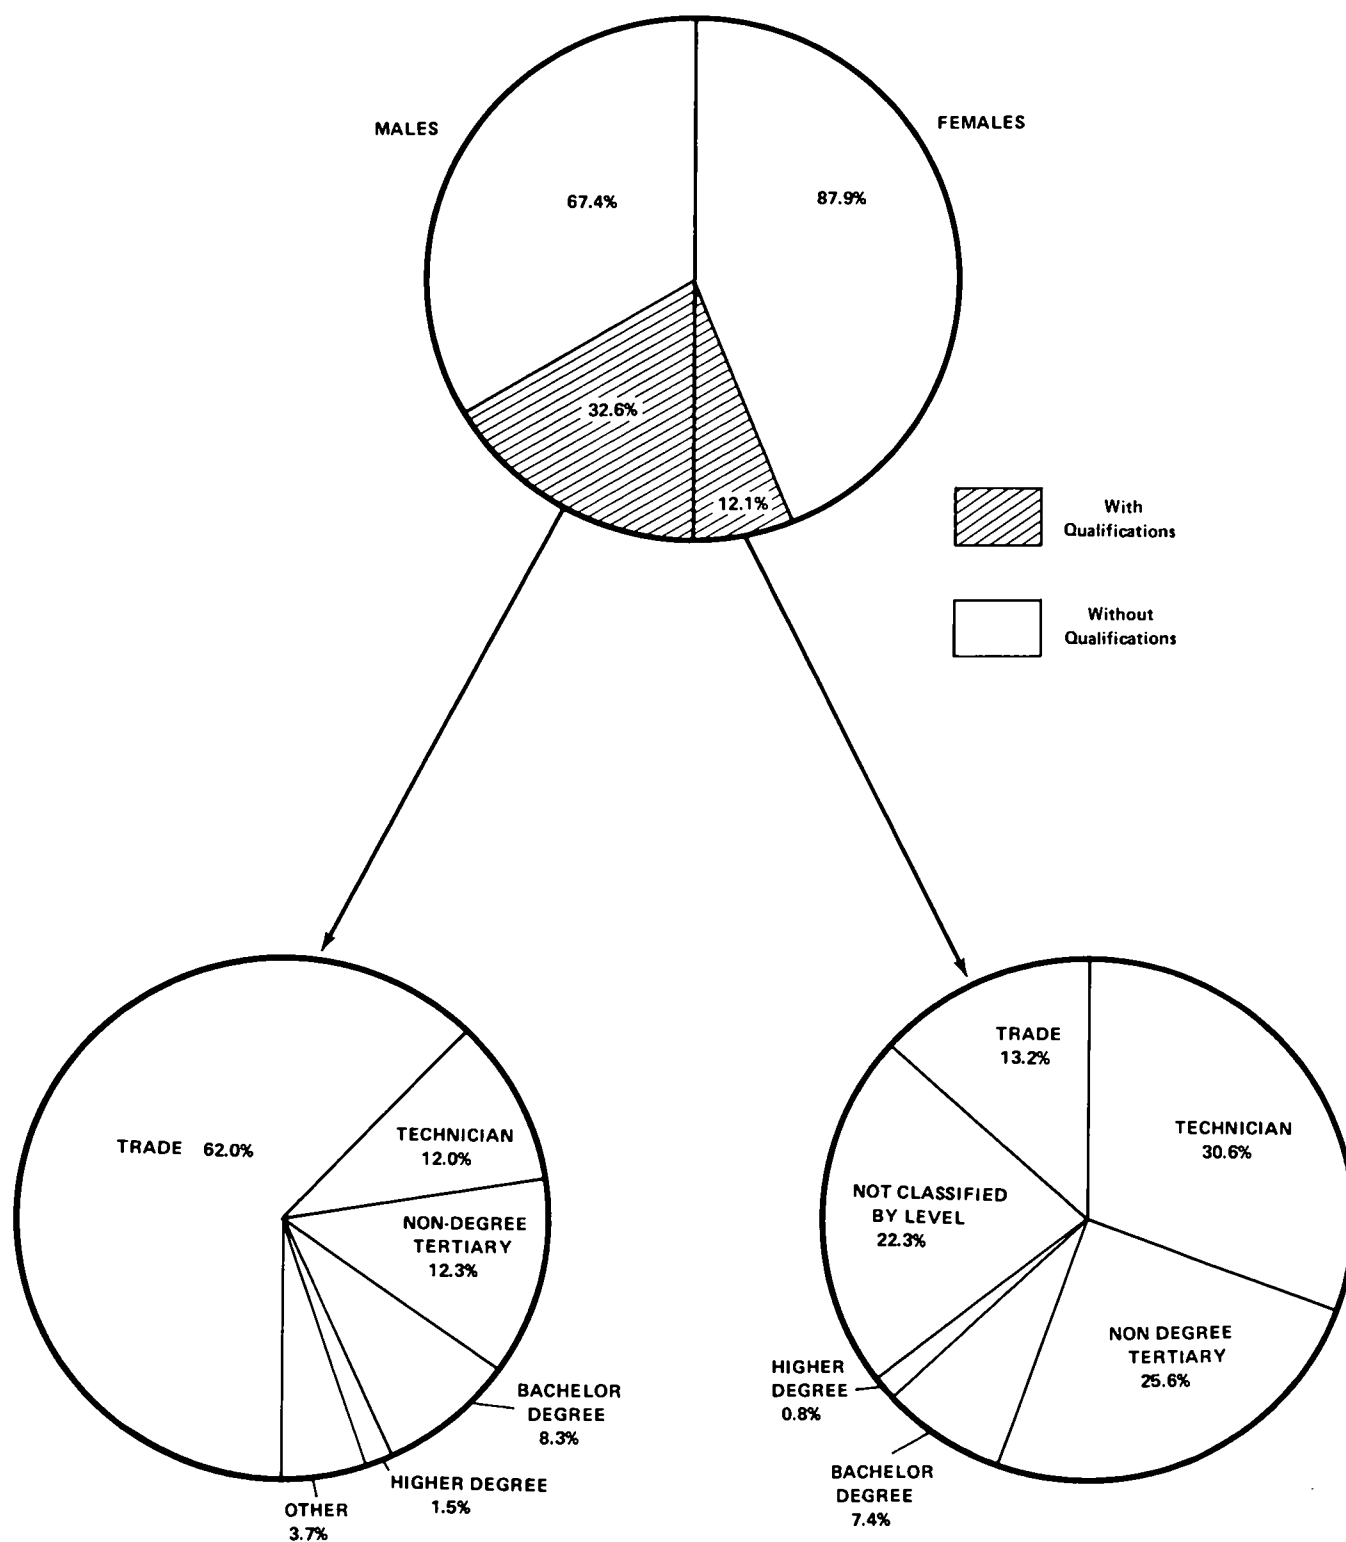 MALES
FEMALES
67.4%
87.9%
32.6%
12.1%
With
Qualifications
Without
Qualifications
TRADE 62.0%
TECHNICIAN
12.0%
NON-DEGREE
TERTIARY
12.3%
BACHELOR
DEGREE
8.3%
HIGHER DEGREE
1.5%
OTHER
3.7%
TRADE
13.2%
TECHNICIAN
30.6%
NOT CLASSIFIED
BY LEVEL
22.3%
NON DEGREE
TERTIARY
25.6%
HIGHER
DEGREE
0.8%
BACHELOR
DEGREE
7.4%